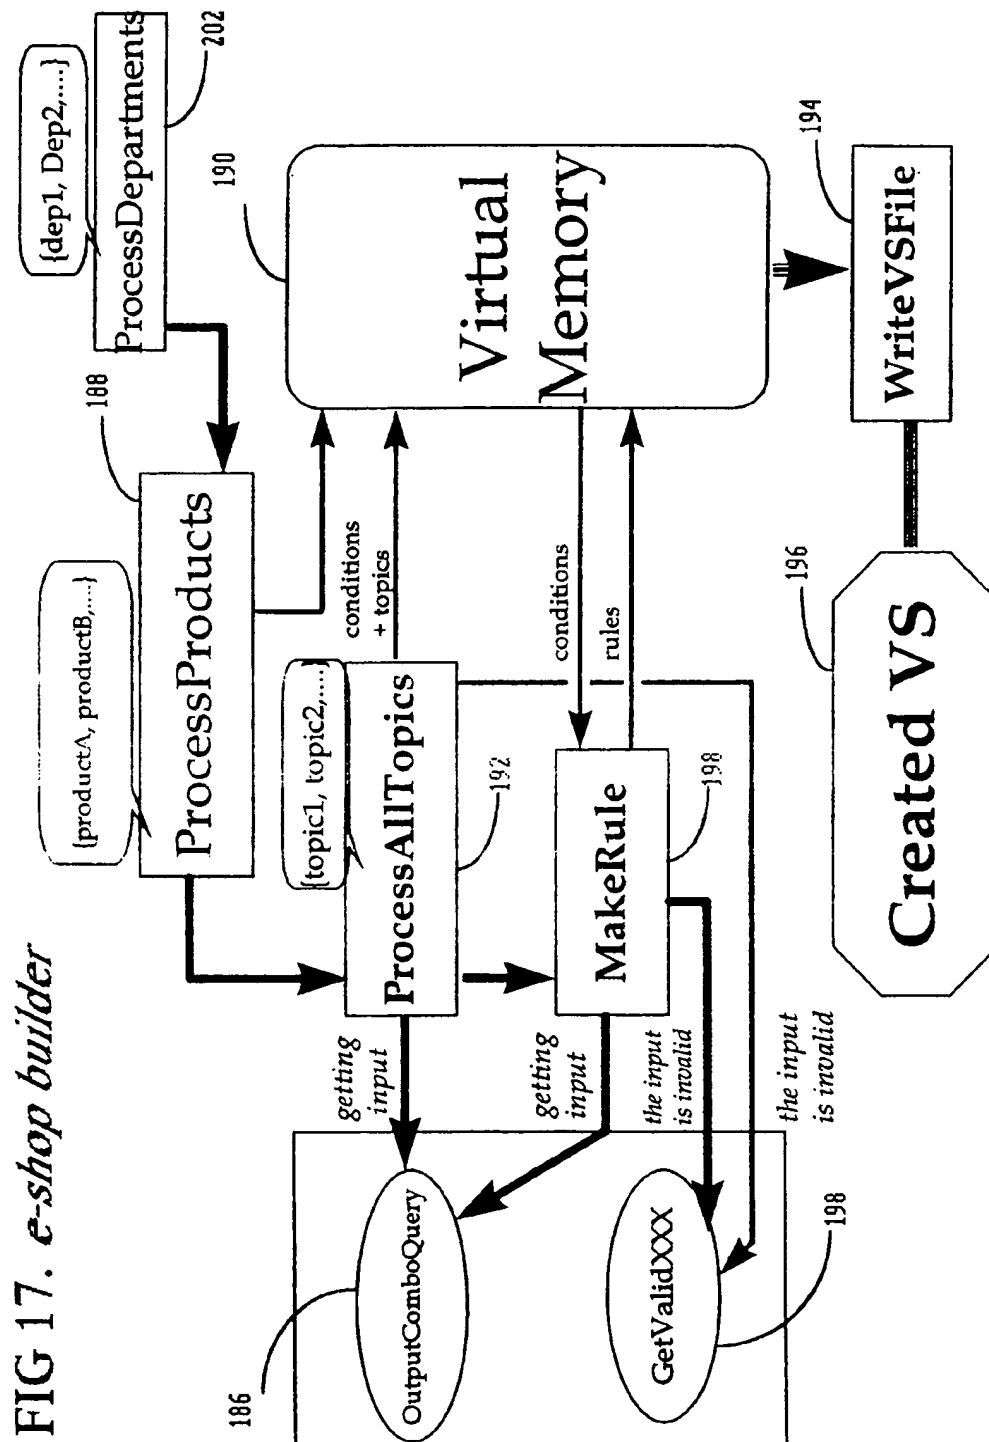 FIG 17. e-shop builder
{dep1, Dep2,....}
ProcessDepartments
202
{productA, productB,....}
ProcessProducts
188
190
Virtual
Memory
conditions
+ topics
{topic1, topic2,....}
ProcessAllTopics
192
getting
input
186
OutputComboQuery
conditions
rules
MakeRule
198
getting
input
the input
is invalid
the input
is invalid
GetValidXXX
198
194
WriteVSFile
196
Created VS